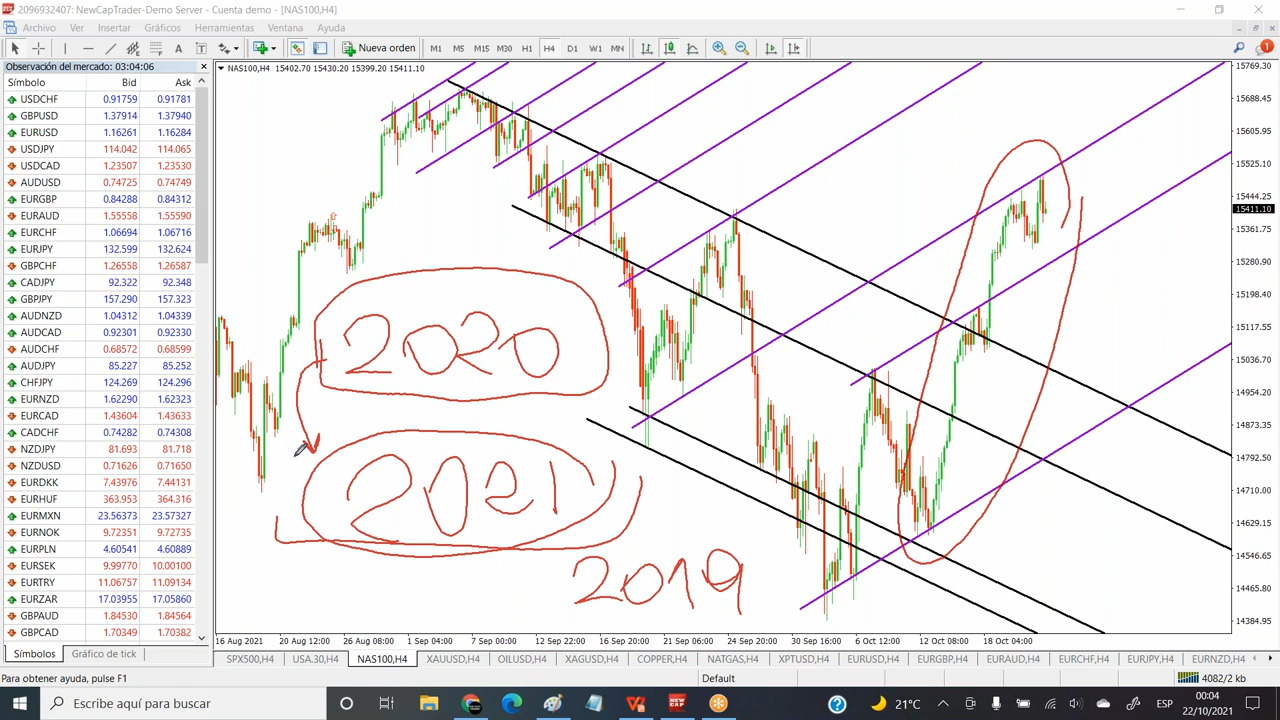 2096932407: NewCapTrader-Demo Server - Cuenta demo - [NAS100,H4]
Archivo Ver Insertar Gráficos Herramientas Ventana Ayuda
Nueva orden M1 M5 M15 M30 H1 H4 D1 W1 MN 1
Observación del mercado: 03:04:06
Símbolo Bid Ask
USDCHF 0.91759 0.91781
GBPUSD 1.37914 1.37940
EURUSD 1.16261 1.16284
USDJPY 114.042 114.065
USDCAD 1.23507 1.23530
AUDUSD 0.74725 0.74749
EURGBP 0.84288 0.84312
EURAUD 1.55558 1.55590
EURCHF 1.06694 1.06716
EURJPY 132.599 132.624
GBPCHF 1.26558 1.26587
CADJPY 92.322 92.348
GBPJPY 157.290 157.323
AUDNZD 1.04312 1.04339
AUDCAD 0.92301 0.92330
AUDCHF 0.68572 0.68599
AUDJPY 85.227 85.252
CHFJPY 124.269 124.296
EURNZD 1.62290 1.62323
EURCAD 1.43604 1.43633
CADCHF 0.74282 0.74308
NZDJPY 81.693 81.718
NZDUSD 0.71626 0.71650
EURDKK 7.43976 7.44131
EURHUF 363.953 364.316
EURMXN 23.56373 23.57327
EURNOK 9.72352 9.72735
EURPLN 4.60541 4.60889
EURSEK 9.99770 10.00100
EURTRY 11.06757 11.09134
EURZAR 17.03955 17.05860
GBPAUD 1.84530 1.84564
GBPCAD 1.70349 1.70382
Símbolos Gráfico de tick
NAS100,H4 15402.70 15430.20 15399.20 15411.10
2020
2021
2019
15769.30
15688.45
15605.95
15525.10
15444.25
15411.10
15361.75
15280.90
15198.40
15117.55
15036.70
14954.20
14873.35
14792.50
14710.00
14629.15
14546.65
14465.80
14384.95
16 Aug 2021 20 Aug 12:00 26 Aug 08:00 1 Sep 04:00 7 Sep 00:00 12 Sep 22:00 16 Sep 20:00 21 Sep 06:00 24 Sep 20:00 30 Sep 16:00 6 Oct 12:00 12 Oct 08:00 18 Oct 04:00
SPX500,H4 USA.30,H4 NAS100,H4 XAUUSD,H4 OILUSD,H4 XAGUSD,H4 COPPER,H4 NATGAS,H4 XPTUSD,H4 EURUSD,H4 EURGBP,H4 EURAUD,H4 EURCHF,H4 EURJPY,H4 EURNZD,H4
Para obtener ayuda, pulse F1 Default 4082/2 kb
Escribe aquí para buscar NEW CAP 21°C ESP 00:04
22/10/2021